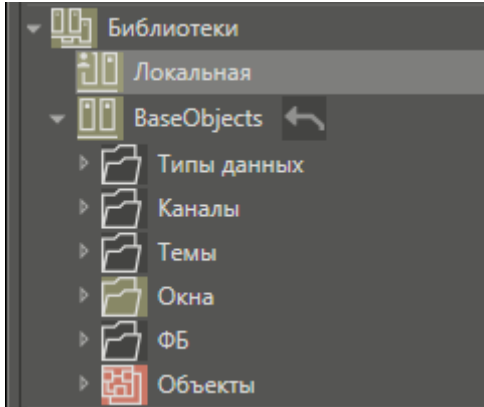 Библиотеки
Локальная
BaseObjects
Типы данных
Каналы
Темы
Окна
ФБ
Объекты